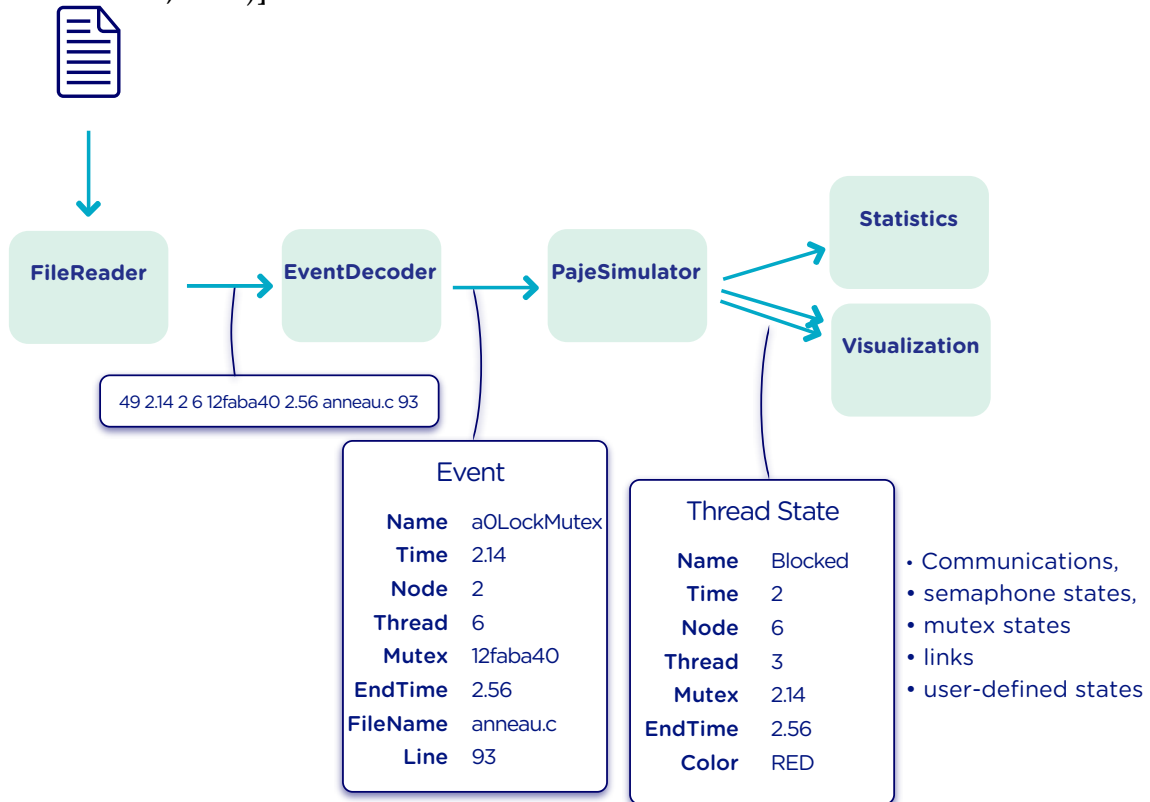 Statistics
FileReader
EventDecoder
PajeSimulator
Visualization
49 2.14 2 6 12faba40 2.56 anneau.c 93
Event
Name a0LockMutex
Time 2.14
Node 2
Thread 6
Mutex 12faba40
EndTime 2.56
FileName anneau.c
Line 93
Thread State
Name Blocked
Time 2
Node 6
Thread 3
Mutex 2.14
EndTime 2.56
Color RED
• Communications,
• semaphone states,
• mutex states
• links
• user-defined states